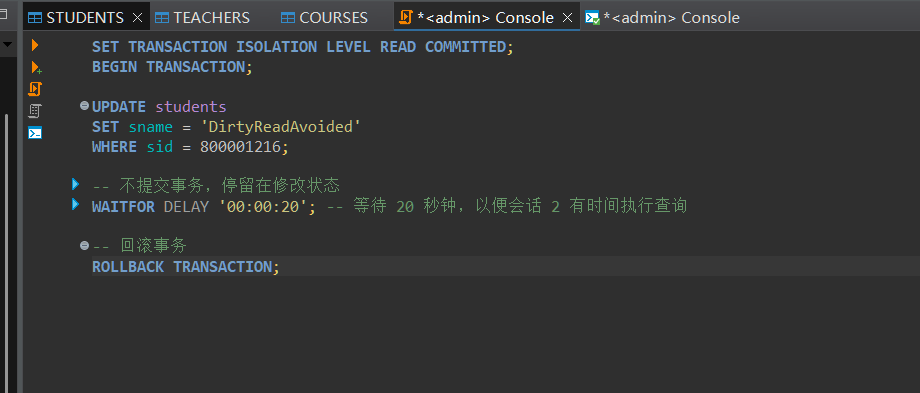 STUDENTS TEACHERS COURSES *<admin> Console *<admin> Console
SET TRANSACTION ISOLATION LEVEL READ COMMITTED;
BEGIN TRANSACTION;
UPDATE students
SET sname = 'DirtyReadAvoided'
WHERE sid = 800001216;
-- 不提交事务，停留在修改状态
WAITFOR DELAY '00:00:20'; -- 等待 20 秒钟，以便会话 2 有时间执行查询
-- 回滚事务
ROLLBACK TRANSACTION;